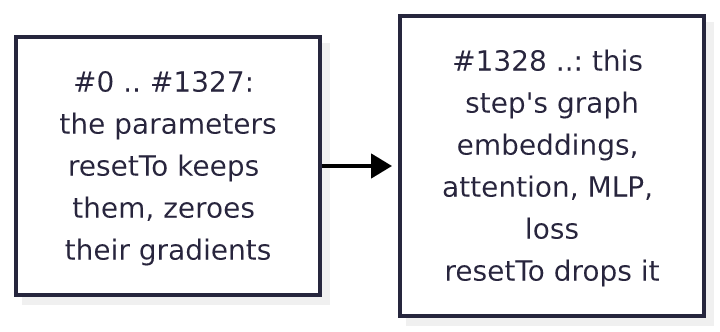 #0 .. #1327:
the parameters
resetTo keeps
them, zeroes
their gradients
#1328 ..: this
step's graph
embeddings,
attention, MLP,
loss
resetTo drops it